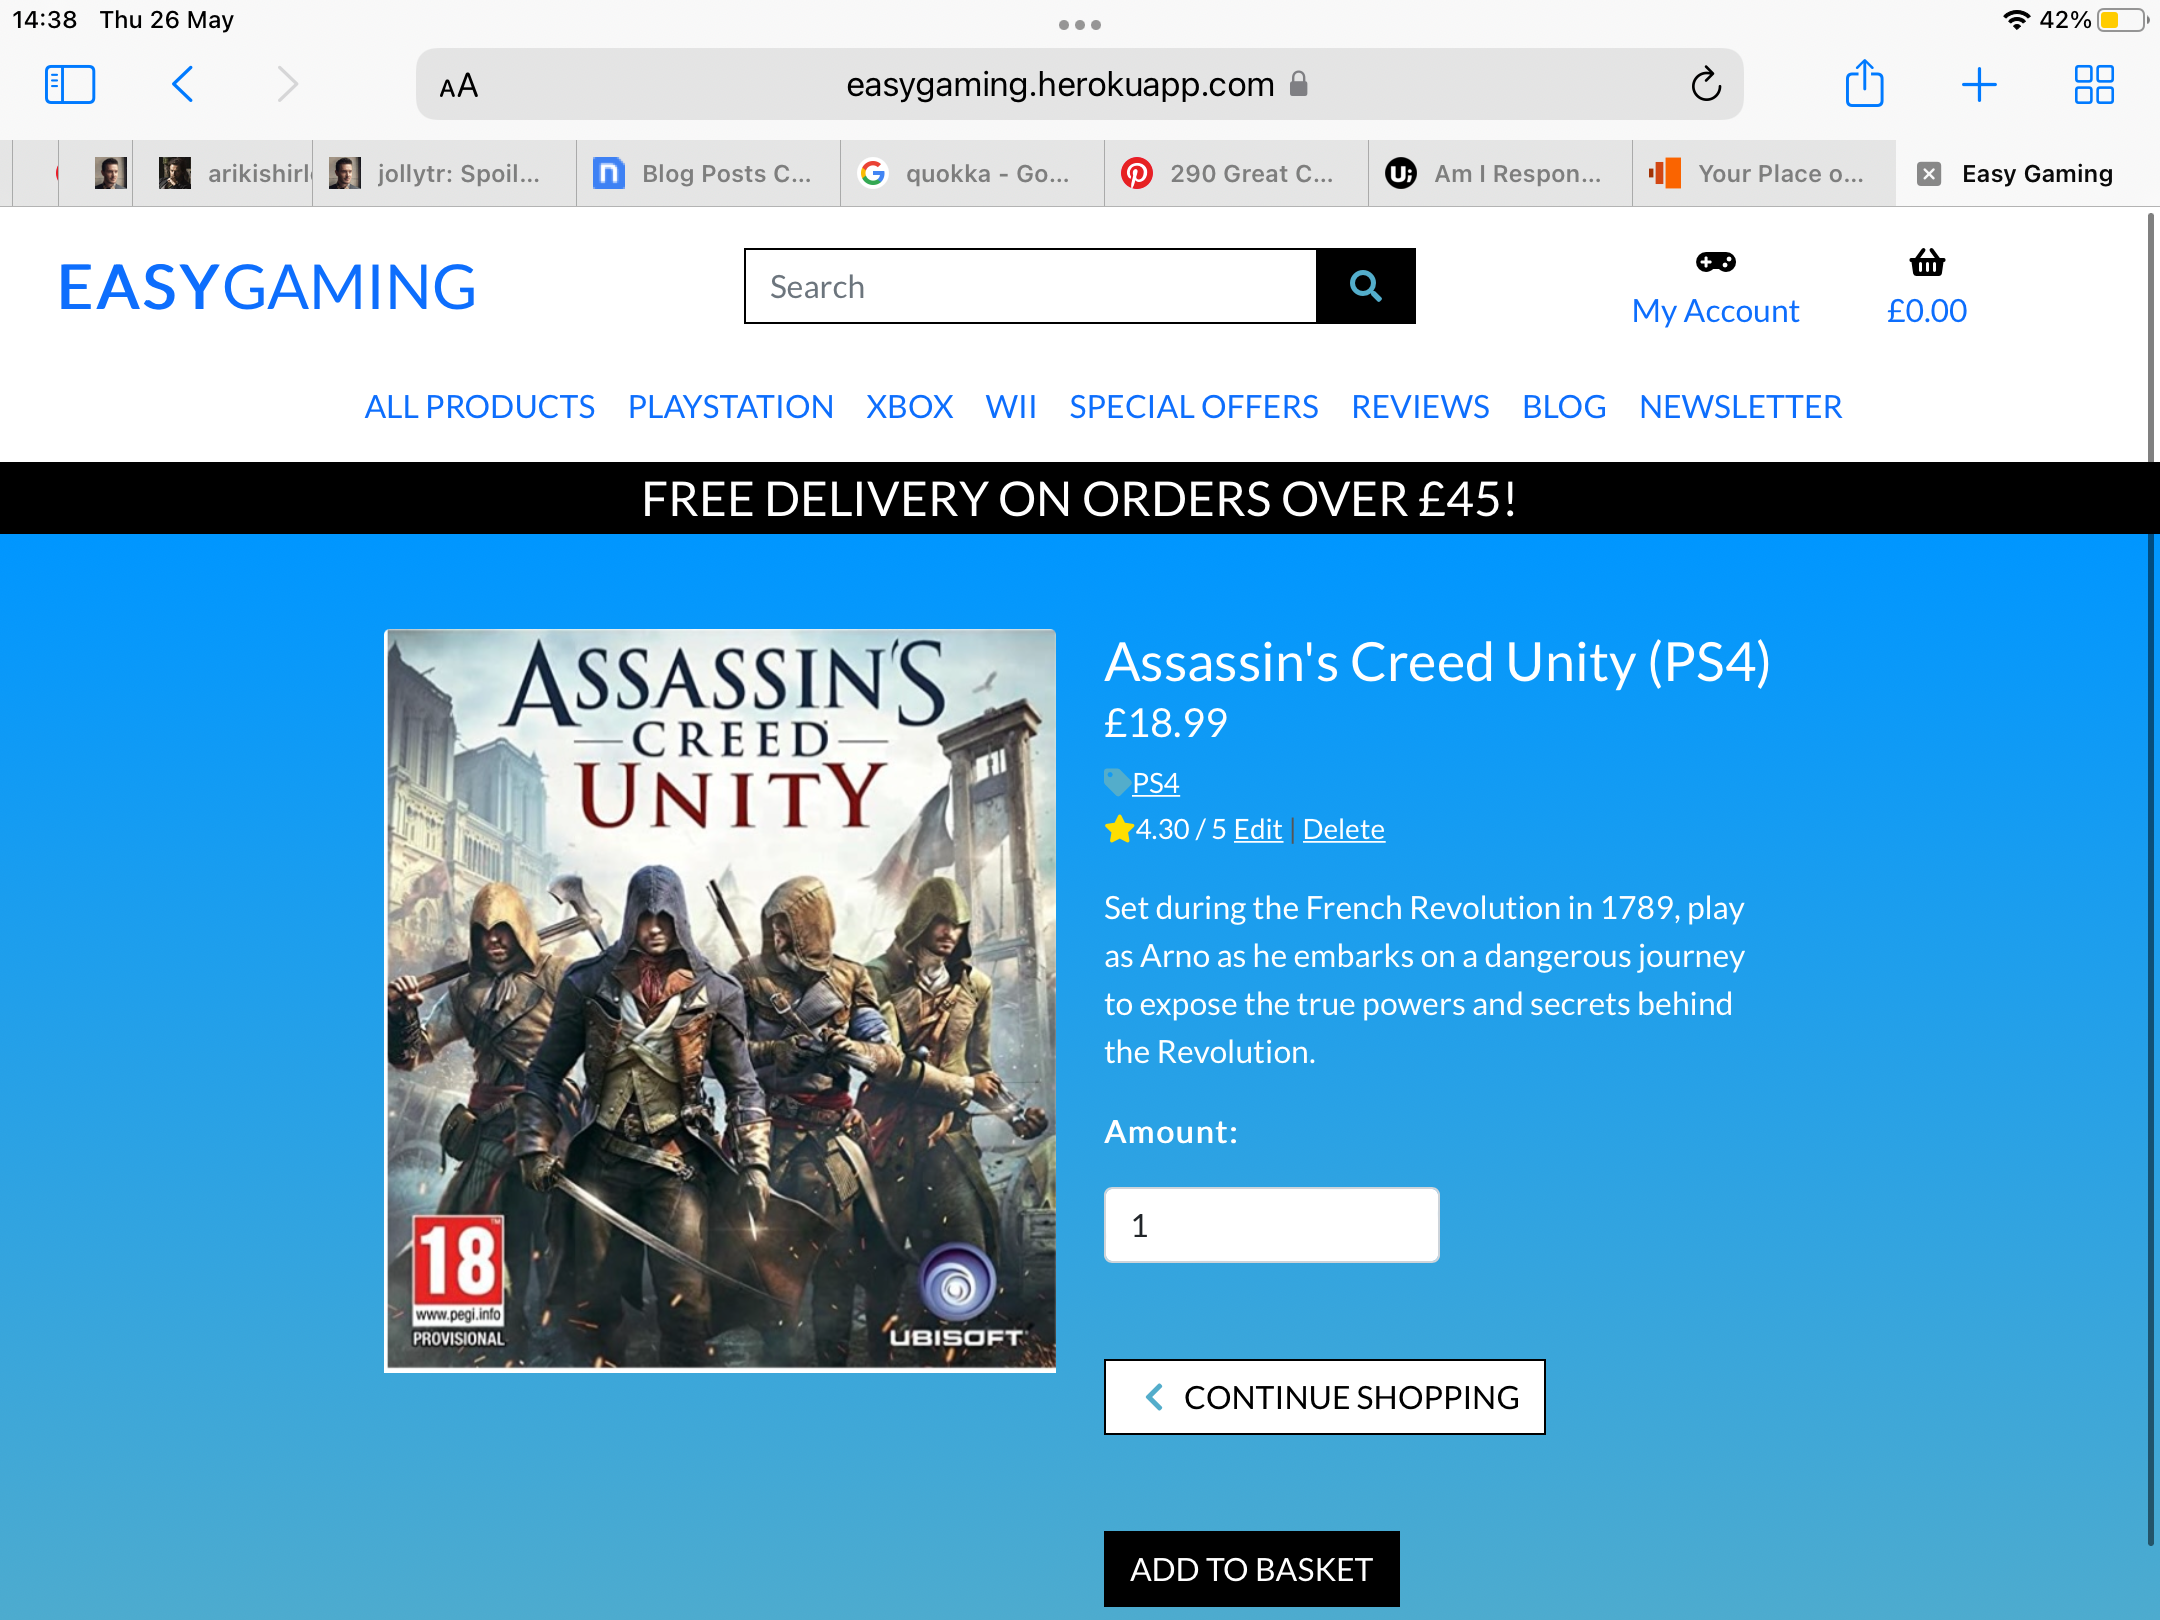 14:38 Thu 26 May
42%
AA
easygaming.herokuapp.com
arikishirl
jollytr: Spoil...
Blog Posts C...
quokka - Go...
290 Great C...
Am I Respon...
Your Place o...
Easy Gaming
EASYGAMING
Search
My Account
£0.00
ALL PRODUCTS PLAYSTATION XBOX WII SPECIAL OFFERS REVIEWS BLOG NEWSLETTER
FREE DELIVERY ON ORDERS OVER £45!
ASSASSIN'S
CREED
UNITY
18
www.pegi.info
PROVISIONAL
UBISOFT
Assassin's Creed Unity (PS4)
£18.99
PS4
4.30 / 5 Edit | Delete
Set during the French Revolution in 1789, play
as Arno as he embarks on a dangerous journey
to expose the true powers and secrets behind
the Revolution.
Amount:
1
CONTINUE SHOPPING
ADD TO BASKET